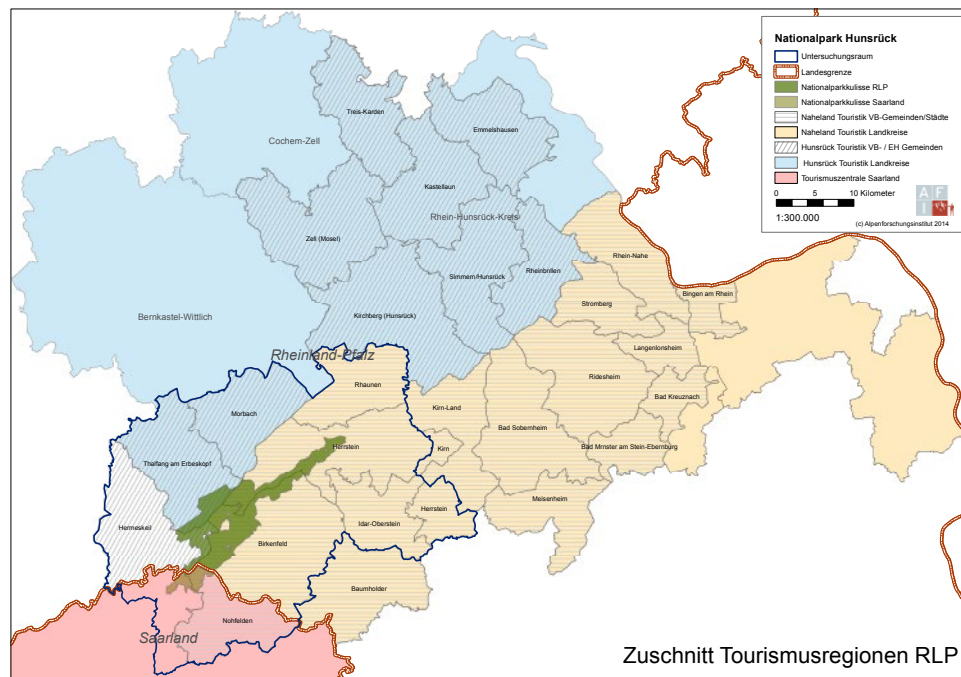 Nationalpark Hunsrück
Untersuchungsraum
Landesgrenze
Nationalparkkulisse RLP
Nationalparkkulisse Saarland
Naheland Touristik VB-Gemeinden/Städte
Naheland Touristik Landkreise
Hunsrück Touristik VB- / EH Gemeinden
Hunsrück Touristik Landkreise
Tourismuszentrale Saarland
0 5 10 Kilometer
1:300.000
A F I
(c) Alpenforschungsinstitut 2014
Treis-Karden
Emmelshausen
Cochem-Zell
Kastellaun
Rhein-Hunsrück-Kreis
Zell (Mosel)
Rhein-Nahe
Simmern/Hunsrück
Rheinböllen
Bingen am Rhein
Stromberg
Bernkastel-Wittlich
Kirchberg (Hunsrück)
Langenlonsheim
Rheinland-Pfalz
Rhaunen
Ridesheim
Bad Kreuznach
Morbach
Kirn-Land
Bad Sobernheim
Herrstein
Kirn
Bad Mrnster am Stein-Ebernburg
Thalfang am Erbeskopf
Meisenheim
Herrstein
Hermeskeil
Idar-Oberstein
Birkenfeld
Baumholder
Nohfelden
Saarland
Zuschnitt Tourismusregionen RLP